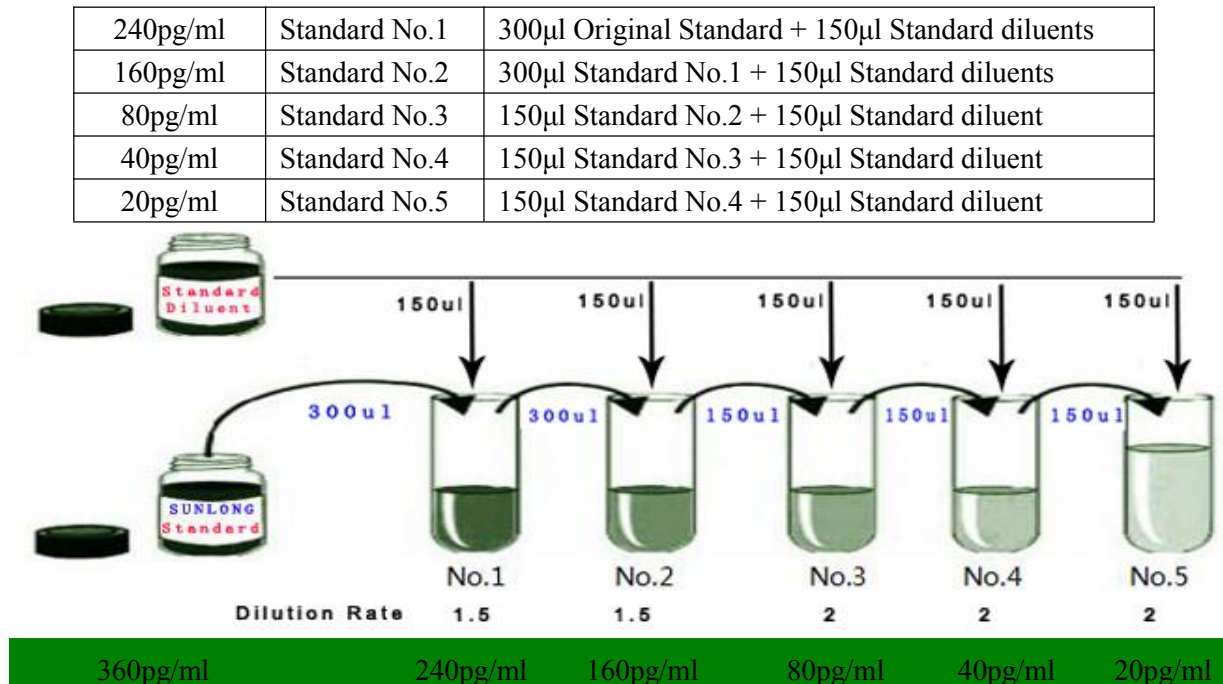 240pg/ml Standard No.1 300μl Original Standard + 150μl Standard diluents
160pg/ml Standard No.2 300μl Standard No.1 + 150μl Standard diluents
80pg/ml Standard No.3 150μl Standard No.2 + 150μl Standard diluent
40pg/ml Standard No.4 150μl Standard No.3 + 150μl Standard diluent
20pg/ml Standard No.5 150μl Standard No.4 + 150μl Standard diluent
Standard
Diluent
150ul 150ul 150ul 150ul 150ul
300ul 300ul 150ul 150ul 150ul
SUNLONG
Standard
No.1 No.2 No.3 No.4 No.5
Dilution Rate 1.5 1.5 2 2 2
360pg/ml 240pg/ml 160pg/ml 80pg/ml 40pg/ml 20pg/ml